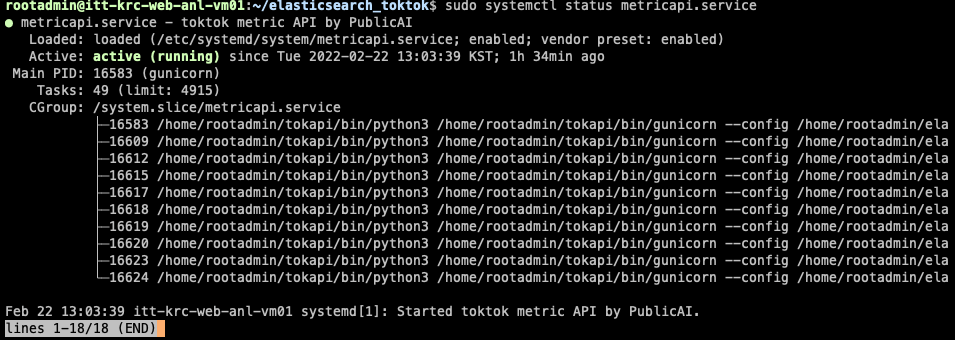 rootadmin@itt-krc-web-anl-vm01:~/elasticsearch_toktok$ sudo systemctl status metricapi.service
● metricapi.service - toktok metric API by PublicAI
   Loaded: loaded (/etc/systemd/system/metricapi.service; enabled; vendor preset: enabled)
   Active: active (running) since Tue 2022-02-22 13:03:39 KST; 1h 34min ago
 Main PID: 16583 (gunicorn)
    Tasks: 49 (limit: 4915)
   CGroup: /system.slice/metricapi.service
           ├─16583 /home/rootadmin/tokapi/bin/python3 /home/rootadmin/tokapi/bin/gunicorn --config /home/rootadmin/ela
           ├─16609 /home/rootadmin/tokapi/bin/python3 /home/rootadmin/tokapi/bin/gunicorn --config /home/rootadmin/ela
           ├─16612 /home/rootadmin/tokapi/bin/python3 /home/rootadmin/tokapi/bin/gunicorn --config /home/rootadmin/ela
           ├─16615 /home/rootadmin/tokapi/bin/python3 /home/rootadmin/tokapi/bin/gunicorn --config /home/rootadmin/ela
           ├─16617 /home/rootadmin/tokapi/bin/python3 /home/rootadmin/tokapi/bin/gunicorn --config /home/rootadmin/ela
           ├─16618 /home/rootadmin/tokapi/bin/python3 /home/rootadmin/tokapi/bin/gunicorn --config /home/rootadmin/ela
           ├─16619 /home/rootadmin/tokapi/bin/python3 /home/rootadmin/tokapi/bin/gunicorn --config /home/rootadmin/ela
           ├─16620 /home/rootadmin/tokapi/bin/python3 /home/rootadmin/tokapi/bin/gunicorn --config /home/rootadmin/ela
           ├─16623 /home/rootadmin/tokapi/bin/python3 /home/rootadmin/tokapi/bin/gunicorn --config /home/rootadmin/ela
           └─16624 /home/rootadmin/tokapi/bin/python3 /home/rootadmin/tokapi/bin/gunicorn --config /home/rootadmin/ela

Feb 22 13:03:39 itt-krc-web-anl-vm01 systemd[1]: Started toktok metric API by PublicAI.
lines 1-18/18 (END)